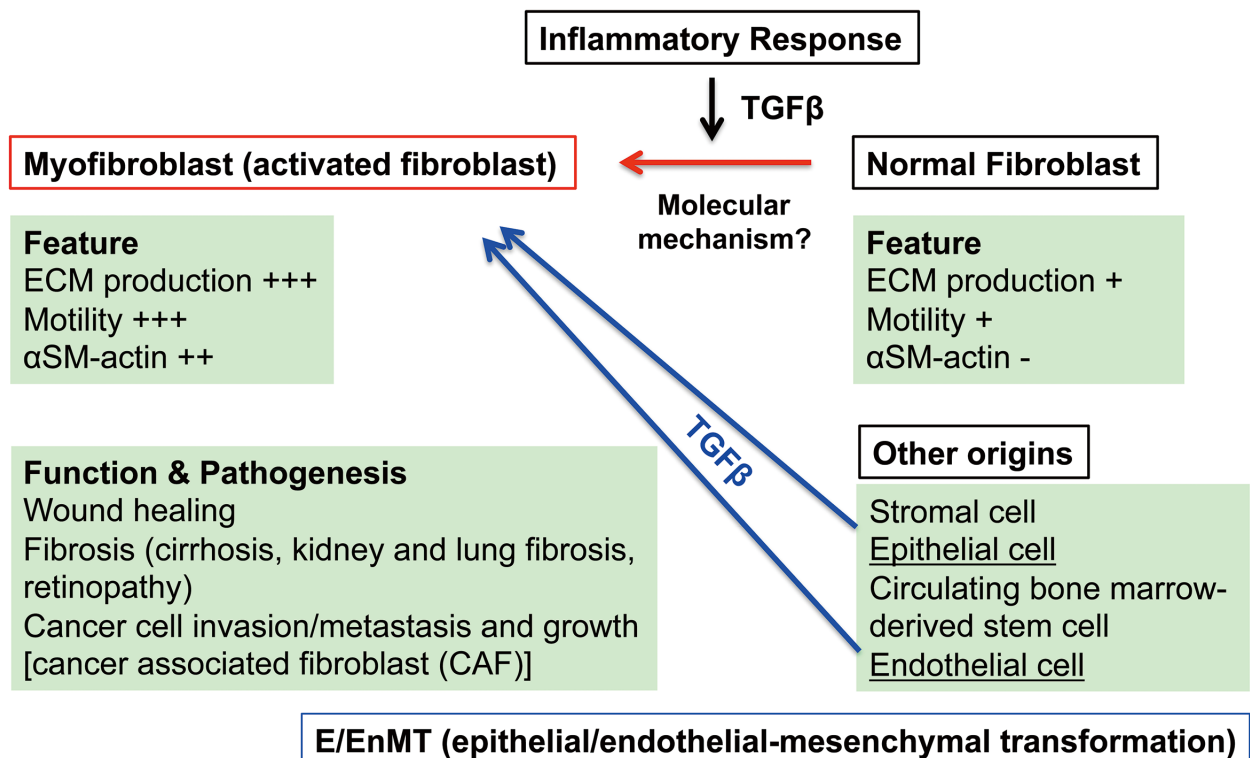 Inflammatory Response
TGFβ
Myofibroblast (activated fibroblast)
Normal Fibroblast
Molecular
mechanism?
Feature
ECM production +++
Motility +++
αSM-actin ++
Feature
ECM production +
Motility +
αSM-actin -
TGFβ
Function & Pathogenesis
Wound healing
Fibrosis (cirrhosis, kidney and lung fibrosis,
retinopathy)
Cancer cell invasion/metastasis and growth
[cancer associated fibroblast (CAF)]
Other origins
Stromal cell
Epithelial cell
Circulating bone marrow-
derived stem cell
Endothelial cell
E/EnMT (epithelial/endothelial-mesenchymal transformation)